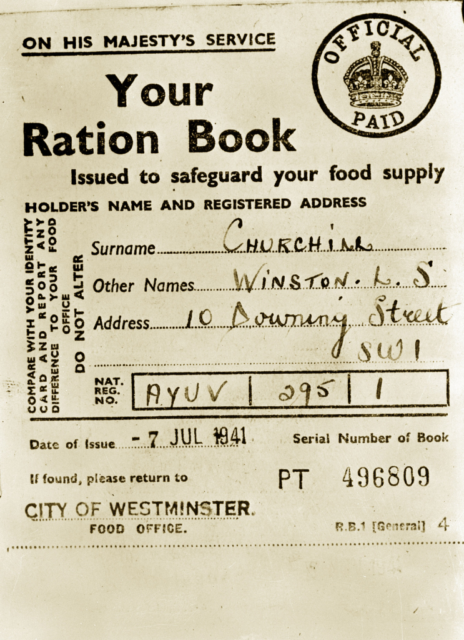 ON HIS MAJESTY'S SERVICE
OFFICIAL
PAID
Your
Ration Book
Issued to safeguard your food supply
HOLDER'S NAME AND REGISTERED ADDRESS
COMPARE WITH YOUR IDENTITY
CARD AND REPORT ANY
DIFFERENCE TO YOUR FOOD
OFFICE
DO NOT ALTER
Surname CHURCHILL
Other Names WINSTON. L. S
Address 10 Downing Street
SW1
NAT.
REG.
NO. AYUV | 295 | 1
Date of Issue - 7 JUL 1941 Serial Number of Book
If found, please return to PT 496809
CITY OF WESTMINSTER.
FOOD OFFICE. R.B.1 [General] 4